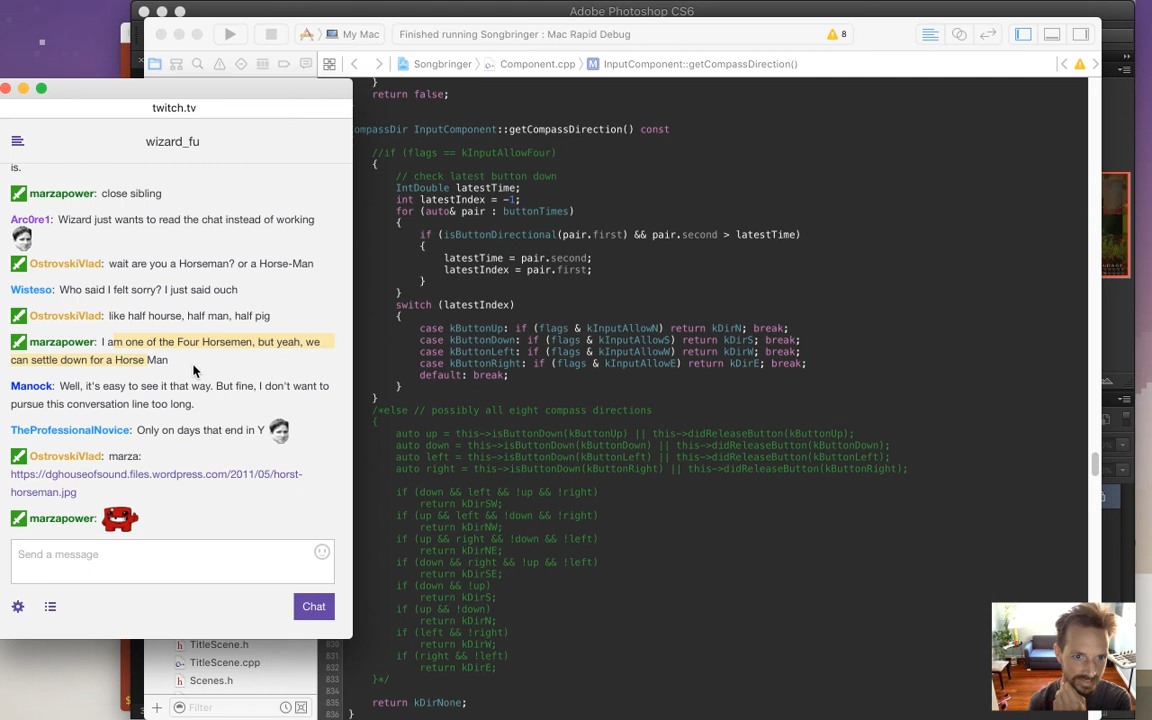 Adobe Photoshop CS6
My Mac
Finished running Songbringer : Mac Rapid Debug
8
Songbringer
Component.cpp
InputComponent::getCompassDirection()
twitch.tv
wizard_fu
is.
marzapower: close sibling
Arc0re1: Wizard just wants to read the chat instead of working
OstrovskiVlad: wait are you a Horseman? or a Horse-Man
Wisteso: Who said I felt sorry? I just said ouch
OstrovskiVlad: like half hourse, half man, half pig
marzapower: I am one of the Four Horsemen, but yeah, we
can settle down for a Horse Man
Manock: Well, it's easy to see it that way. But fine, I don't want to
pursue this conversation line too long.
TheProfessionalNovice: Only on days that end in Y
OstrovskiVlad: marza:
https://dghouseofsound.files.wordpress.com/2011/05/horst-
horseman.jpg
marzapower:
Send a message
Chat
TitleScene.h
TitleScene.cpp
Scenes.h
Filter
}
return false;
ompassDir InputComponent::getCompassDirection() const
//if (flags == kInputAllowFour)
{
// check latest button down
IntDouble latestTime;
int latestIndex = -1;
for (auto& pair : buttonTimes)
{
if (isButtonDirectional(pair.first) && pair.second > latestTime)
{
latestTime = pair.second;
latestIndex = pair.first;
}
}
switch (latestIndex)
{
case kButtonUp: if (flags & kInputAllowN) return kDirN; break;
case kButtonDown: if (flags & kInputAllowS) return kDirS; break;
case kButtonLeft: if (flags & kInputAllowW) return kDirW; break;
case kButtonRight: if (flags & kInputAllowE) return kDirE; break;
default: break;
}
}
/*else // possibly all eight compass directions
{
auto up = this->isButtonDown(kButtonUp) || this->didReleaseButton(kButtonUp);
auto down = this->isButtonDown(kButtonDown) || this->didReleaseButton(kButtonDown);
auto left = this->isButtonDown(kButtonLeft) || this->didReleaseButton(kButtonLeft);
auto right = this->isButtonDown(kButtonRight) || this->didReleaseButton(kButtonRight);
if (down && left && !up && !right)
return kDirSW;
if (up && left && !down && !right)
return kDirNW;
if (up && right && !down && !left)
return kDirNE;
if (down && right && !up && !left)
return kDirSE;
if (down && !up)
return kDirS;
if (up && !down)
return kDirN;
if (left && !right)
830 return kDirW;
831 if (right && !left)
832 return kDirE;
833 }*/
834
835 return kDirNone;
836 }